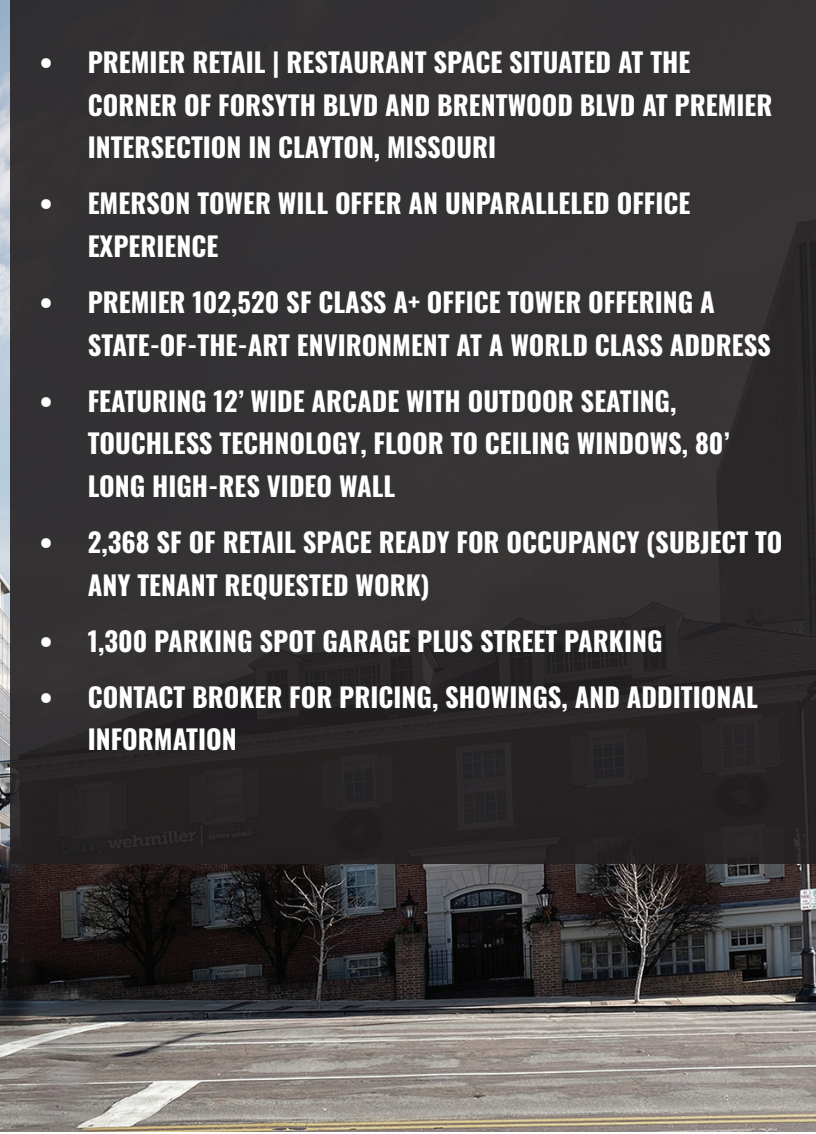 • PREMIER RETAIL | RESTAURANT SPACE SITUATED AT THE
CORNER OF FORSYTH BLVD AND BRENTWOOD BLVD AT PREMIER
INTERSECTION IN CLAYTON, MISSOURI
• EMERSON TOWER WILL OFFER AN UNPARALLELED OFFICE
EXPERIENCE
• PREMIER 102,520 SF CLASS A+ OFFICE TOWER OFFERING A
STATE-OF-THE-ART ENVIRONMENT AT A WORLD CLASS ADDRESS
• FEATURING 12’ WIDE ARCADE WITH OUTDOOR SEATING,
TOUCHLESS TECHNOLOGY, FLOOR TO CEILING WINDOWS, 80’
LONG HIGH-RES VIDEO WALL
• 2,368 SF OF RETAIL SPACE READY FOR OCCUPANCY (SUBJECT TO
ANY TENANT REQUESTED WORK)
• 1,300 PARKING SPOT GARAGE PLUS STREET PARKING
• CONTACT BROKER FOR PRICING, SHOWINGS, AND ADDITIONAL
INFORMATION
barrywehmiller |